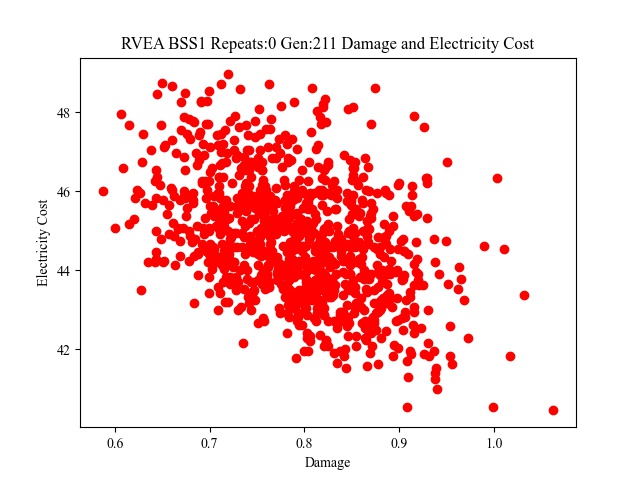 RVEA BSS1 Repeats:0 Gen:211 Damage and Electricity Cost
48
46
44
42
Electricity Cost
0.6 0.7 0.8 0.9 1.0
Damage